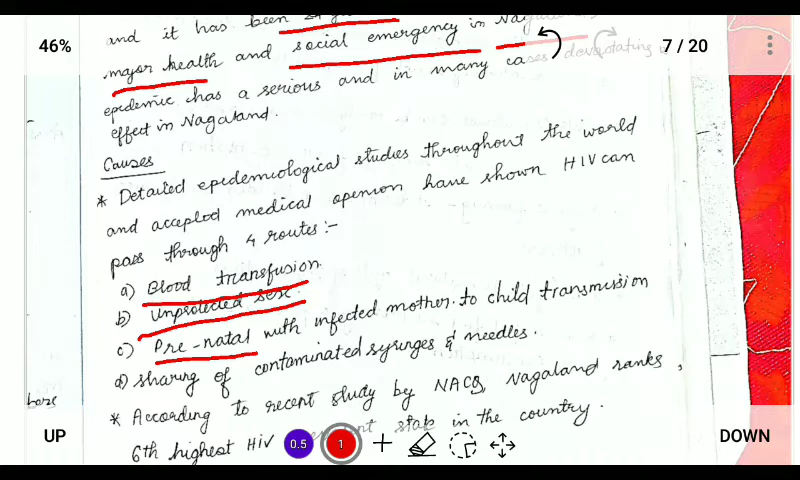 and it has been
46%
major health and social emergency in Nagaland
7 / 20
epidemic has a serious and in many cases devastating
effect in Nagaland.
Causes
* Detailed epidemiological studies throughout the world
and accepted medical openion have shown HIV can
pass through 4 routes:-
a) Blood transfusion
b) Unprotected sex.
c) Pre-natal with infected mother to child transmission
d) Sharing of contaminated syringes & needles.
* According to recent study by NACO, Nagaland ranks,
6th highest HIV state in the country.
UP
0.5
1
DOWN